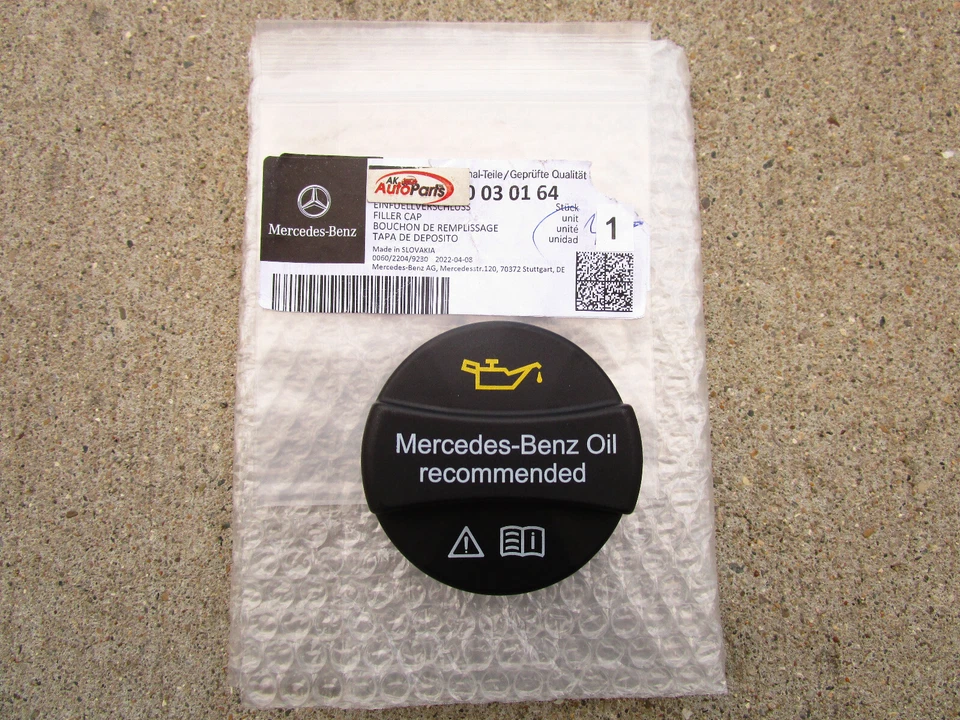 Mercedes-Benz
AK
AutoParts
nal-Teile/Geprüfte Qualität
0 03 01 64
EINFUELLVERSCHLUSS
FILLER CAP
BOUCHON DE REMPLISSAGE
TAPA DE DEPOSITO
Stück
unit
unité
unidad
1
Made in SLOVAKIA
0060/2204/9230 2022-04-08
Mercedes-Benz AG, Mercedesstr.120, 70372 Stuttgart, DE
Mercedes-Benz Oil
recommended